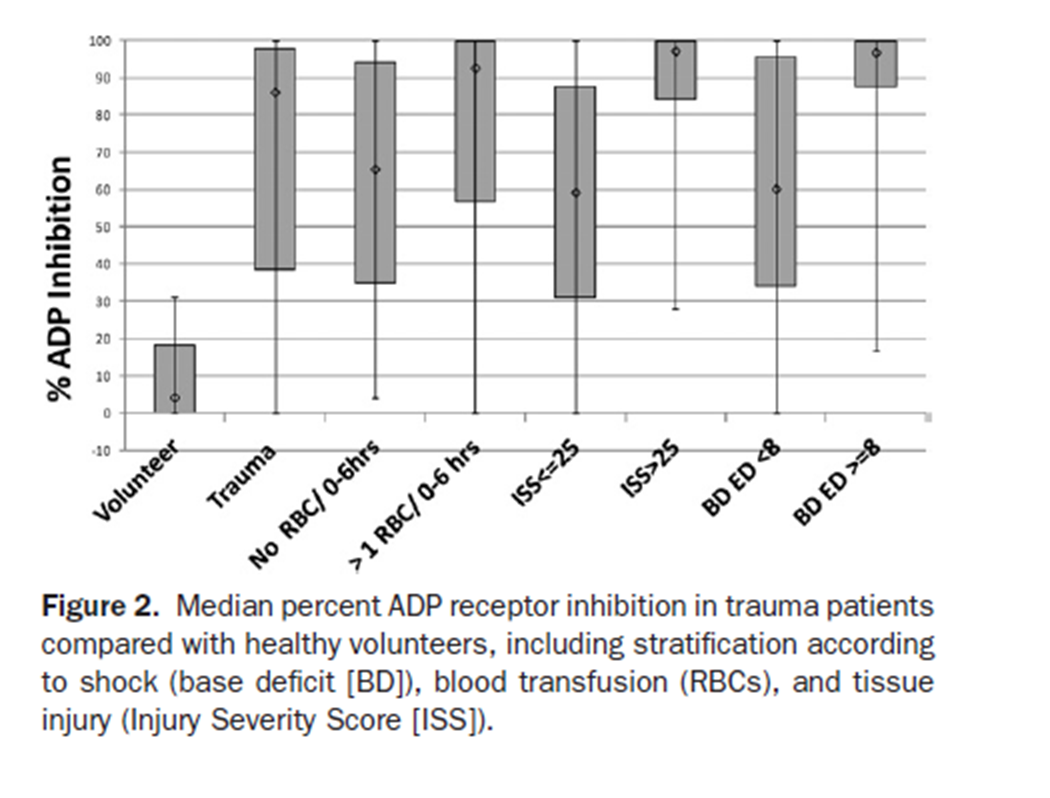 100
90
80
70
60
50
40
30
20
10
0
-10
% ADP Inhibition
Volunteer
Trauma
No RBC/ 0-6hrs
> 1 RBC/ 0-6 hrs
ISS<=25
ISS>25
BD ED <8
BD ED >=8
Figure 2. Median percent ADP receptor inhibition in trauma patients
compared with healthy volunteers, including stratification according
to shock (base deficit [BD]), blood transfusion (RBCs), and tissue
injury (Injury Severity Score [ISS]).